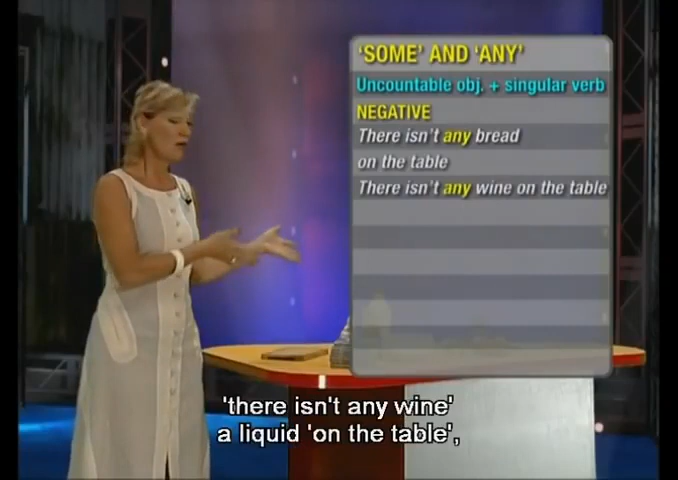 'SOME' AND 'ANY'
Uncountable obj. + singular verb
NEGATIVE
There isn't any bread
on the table
There isn't any wine on the table
'there isn't any wine'
a liquid 'on the table',